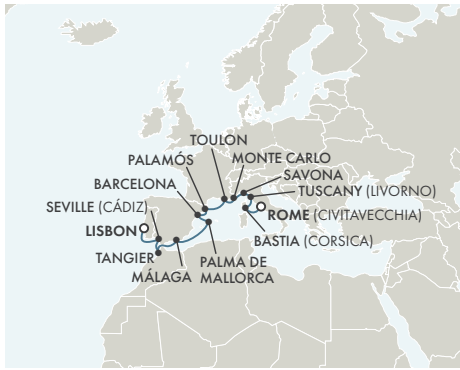 TOULON
MONTE CARLO
PALAMÓS
SAVONA
BARCELONA
TUSCANY (LIVORNO)
SEVILLE (CÁDIZ)
ROME (CIVITAVECCHIA)
LISBON
BASTIA (CORSICA)
TANGIER
PALMA DE
MALLORCA
MÁLAGA